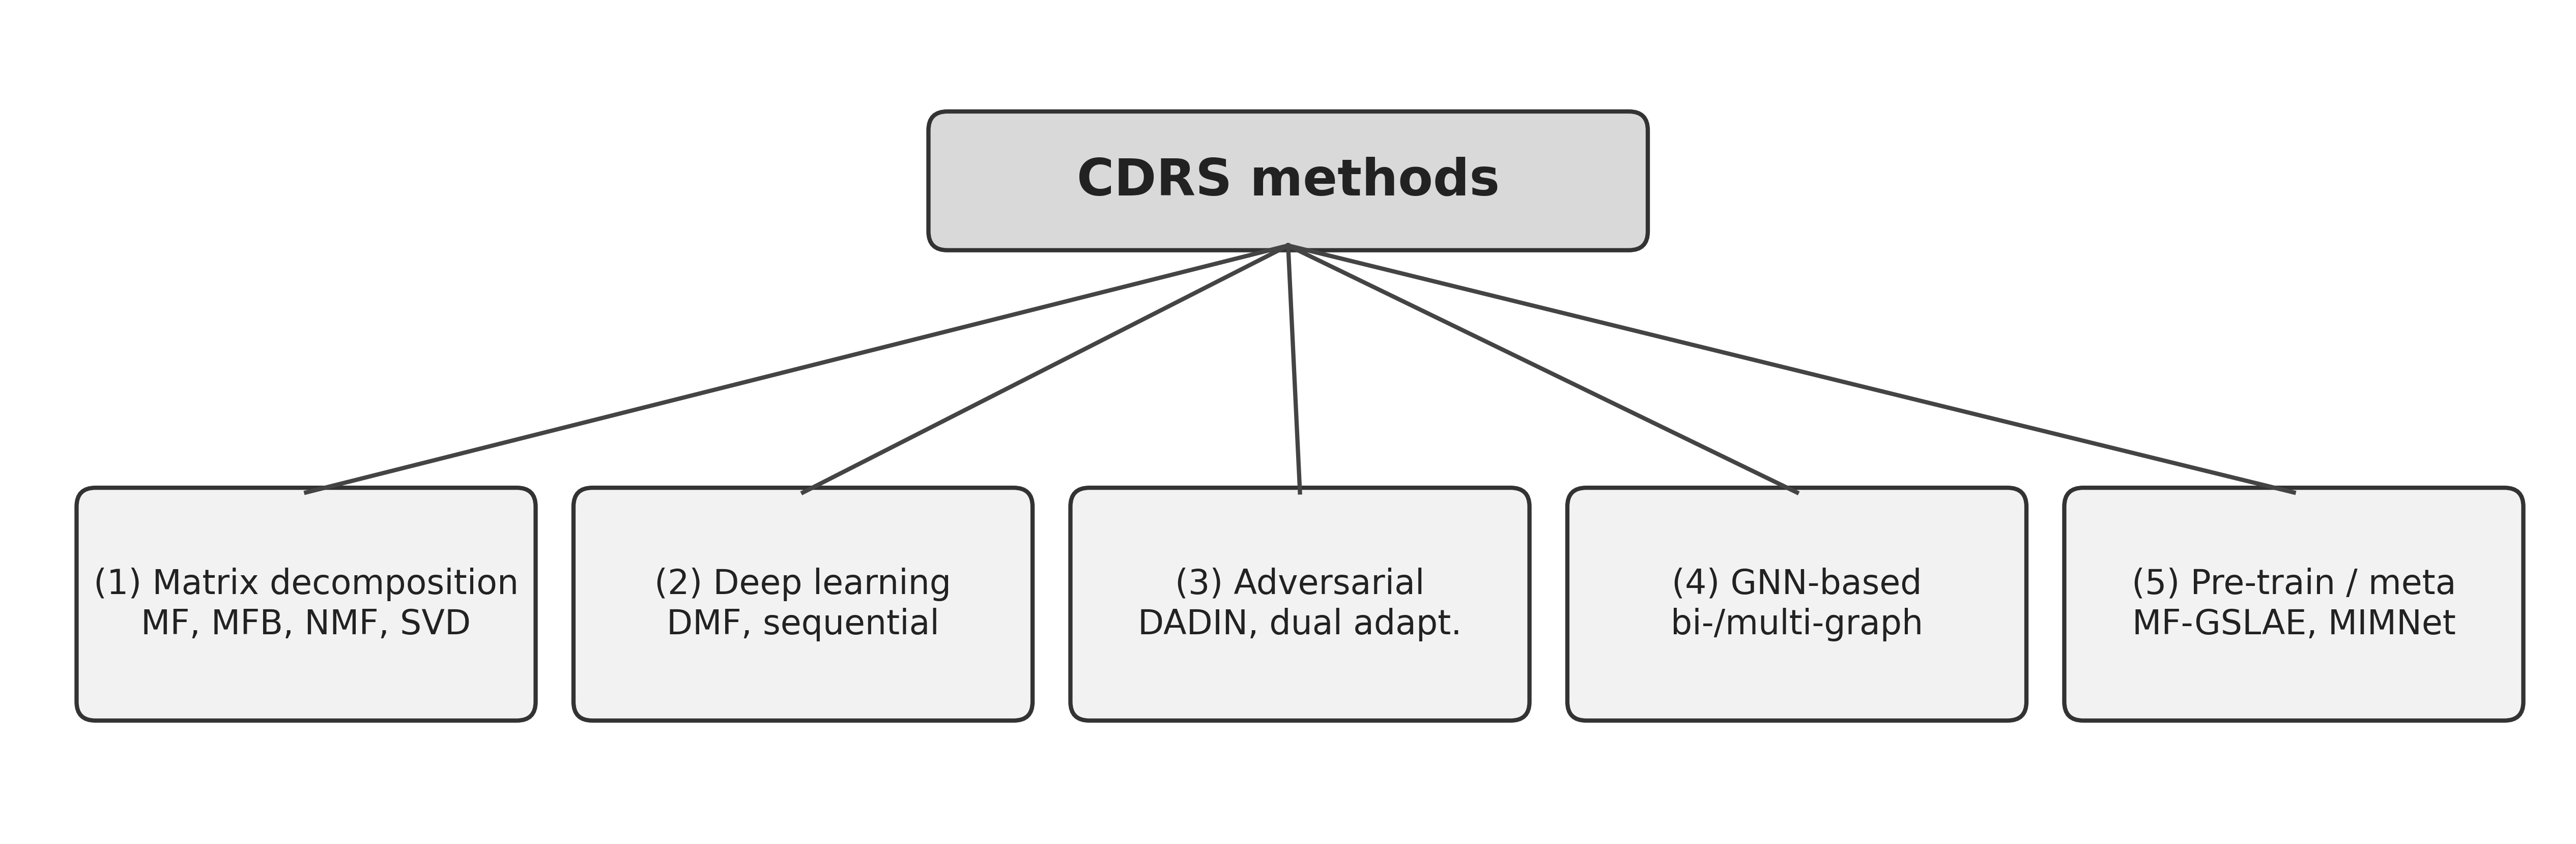 CDRS methods
(1) Matrix decomposition
MF, MFB, NMF, SVD
(2) Deep learning
DMF, sequential
(3) Adversarial
DADIN, dual adapt.
(4) GNN-based
bi-/multi-graph
(5) Pre-train / meta
MF-GSLAE, MIMNet